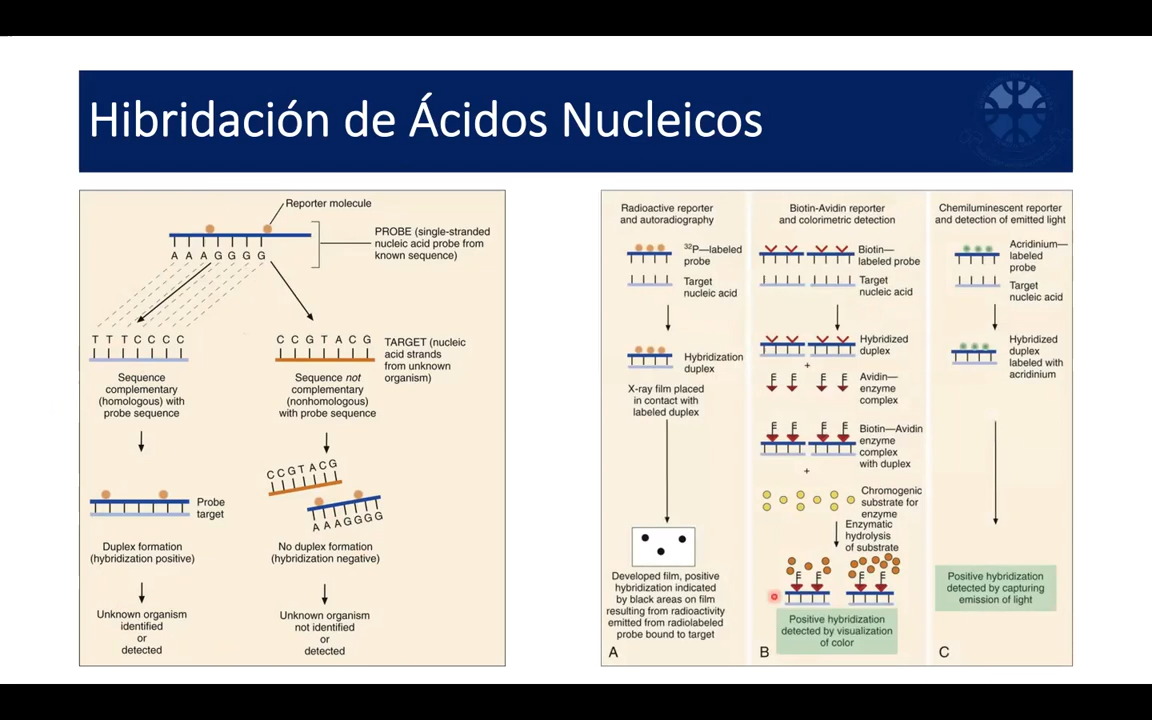 Hibridación de Ácidos Nucleicos
Reporter molecule
PROBE (single-stranded
nucleic acid probe from
known sequence)
A A A G G G G
T T T C C C C
C C G T A C G
TARGET (nucleic
acid strands
from unknown
organism)
Sequence
complementary
(homologous) with
probe sequence
Sequence not
complementary
(nonhomologous)
with probe sequence
C C G T A C G
A A A G G G G
Probe
target
Duplex formation
(hybridization positive)
No duplex formation
(hybridization negative)
Unknown organism
identified
or
detected
Unknown organism
not identified
or
detected
Radioactive reporter
and autoradiography
32P—labeled
probe
Target
nucleic acid
Hybridization
duplex
X-ray film placed
in contact with
labeled duplex
Developed film, positive
hybridization indicated
by black areas on film
resulting from radioactivity
emitted from radiolabeled
probe bound to target
A
Biotin-Avidin reporter
and colorimetric detection
Biotin—
labeled probe
Target
nucleic acid
Hybridized
duplex
+
E E E E
Avidin—
enzyme
complex
E E E E
Biotin—Avidin
enzyme
complex
with duplex
+
Chromogenic
substrate for
enzyme
Enzymatic
hydrolysis
of substrate
E E E E
Positive hybridization
detected by visualization
of color
B
Chemiluminescent reporter
and detection of emitted light
Acridinium—
labeled
probe
Target
nucleic acid
Hybridized
duplex
labeled with
acridinium
Positive hybridization
detected by capturing
emission of light
C